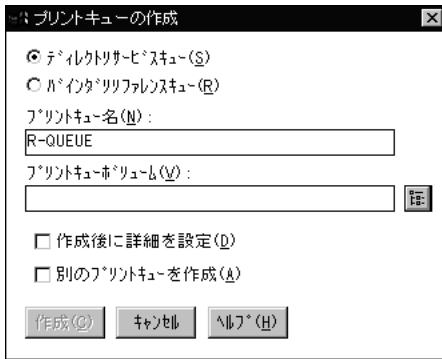 プリントキューの作成
ﾃﾞｨﾚｸﾄﾘｻｰﾋﾞｽｷｭｰ(S)
ﾊﾞｲﾝﾀﾞﾘﾘﾌｧﾚﾝｽｷｭｰ(R)
ﾌﾟﾘﾝﾄｷｭｰ名(N) :
R-QUEUE
ﾌﾟﾘﾝﾄｷｭｰﾎﾞﾘｭｰﾑ(V) :
作成後に詳細を設定(D)
別のﾌﾟﾘﾝﾄｷｭｰを作成(A)
作成(C) ｷｬﾝｾﾙ ﾍﾙﾌﾟ(H)